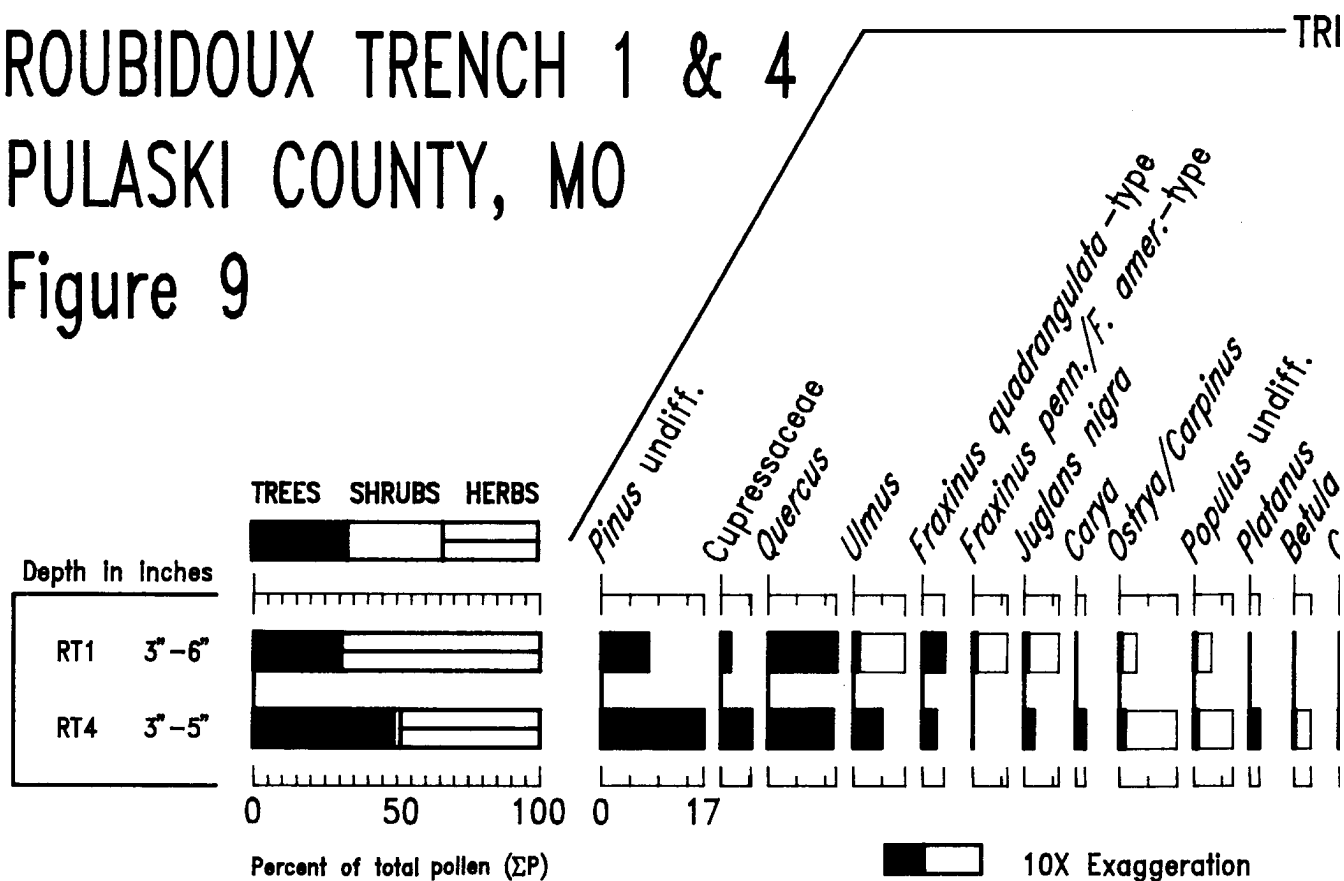 ROUBIDOUX TRENCH 1 & 4
PULASKI COUNTY, MO
Figure 9
Pinus undiff.
Cupressaceae
Quercus
Ulmus
Fraxinus quadrangulata-type
Fraxinus penn./F. amer.-type
Juglans nigra
Carya
Ostrya/Carpinus
Populus undiff.
Platanus
Betula
TREES SHRUBS HERBS
Depth in inches
RT1 3"-6"
RT4 3"-5"
0 50 100 0 17
Percent of total pollen (ΣP)
10X Exaggeration